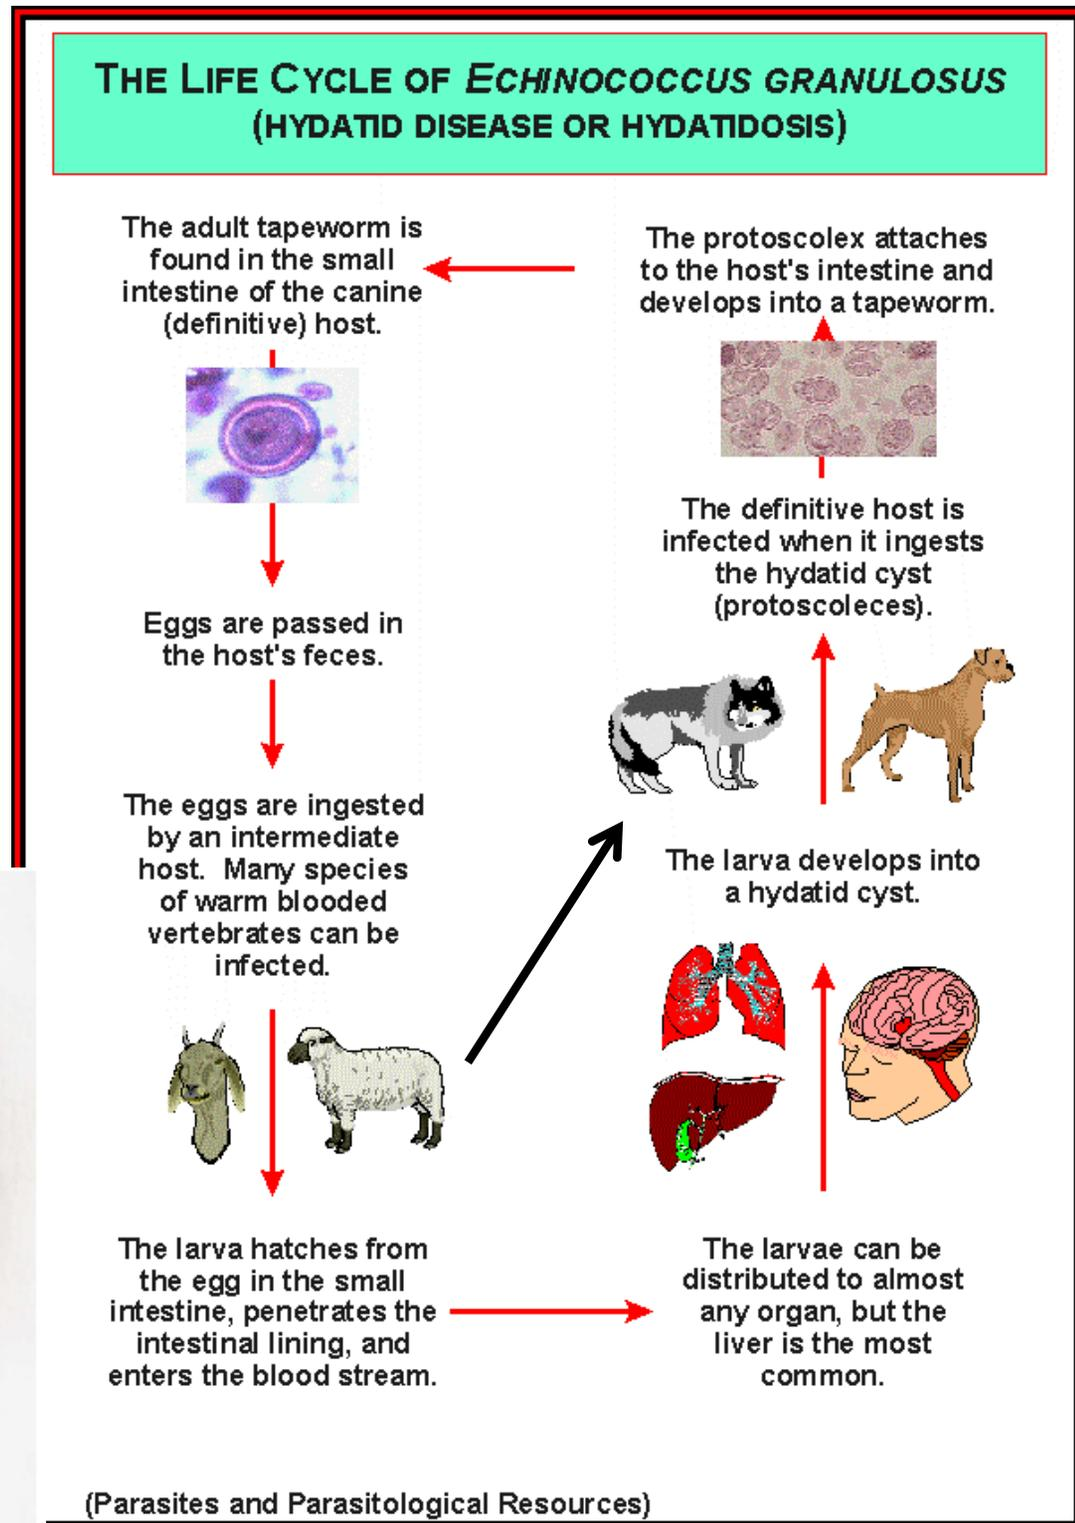 THE LIFE CYCLE OF ECHINOCOCCUS GRANULOSUS
(HYDATID DISEASE OR HYDATIDOSIS)
The adult tapeworm is
found in the small
intestine of the canine
(definitive) host.
Eggs are passed in
the host's feces.
The eggs are ingested
by an intermediate
host.  Many species
of warm blooded
vertebrates can be
infected.
The larva hatches from
the egg in the small
intestine, penetrates the
intestinal lining, and
enters the blood stream.
The larvae can be
distributed to almost
any organ, but the
liver is the most
common.
The larva develops into
a hydatid cyst.
The definitive host is
infected when it ingests
the hydatid cyst
(protoscoleces).
The protoscolex attaches
to the host's intestine and
develops into a tapeworm.
(Parasites and Parasitological Resources)